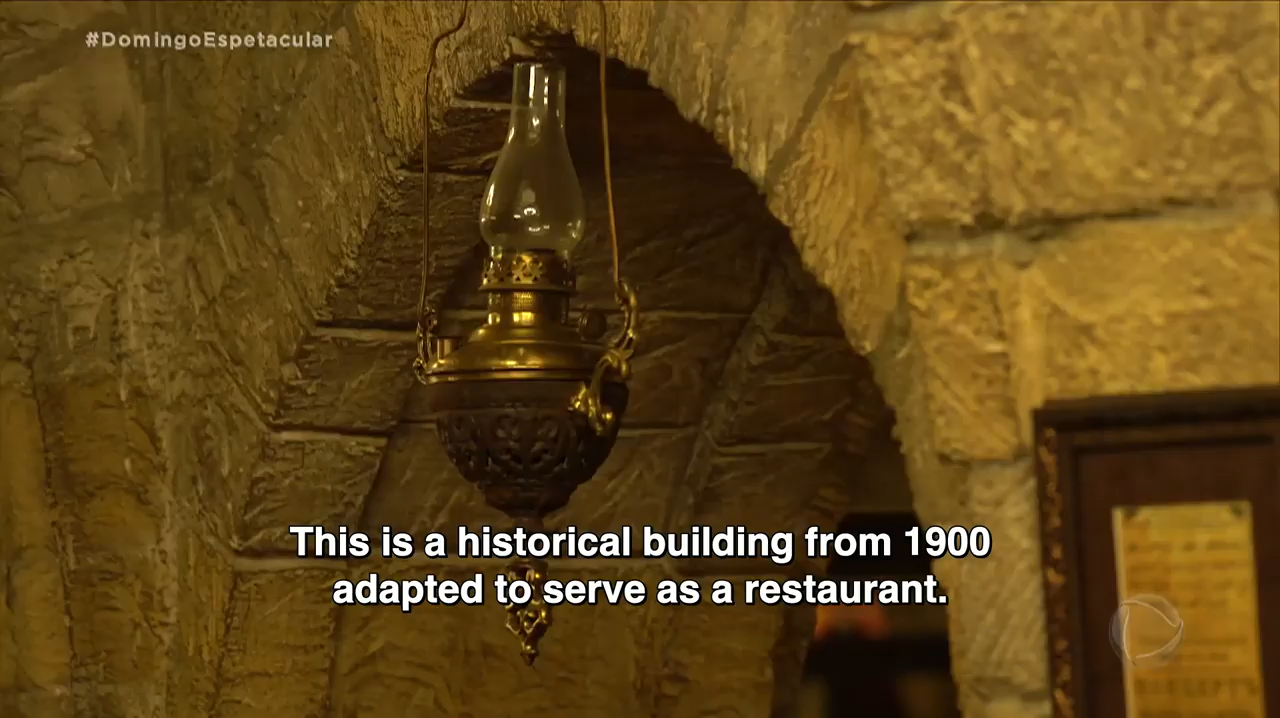 #DomingoEspetacular
This is a historical building from 1900
adapted to serve as a restaurant.